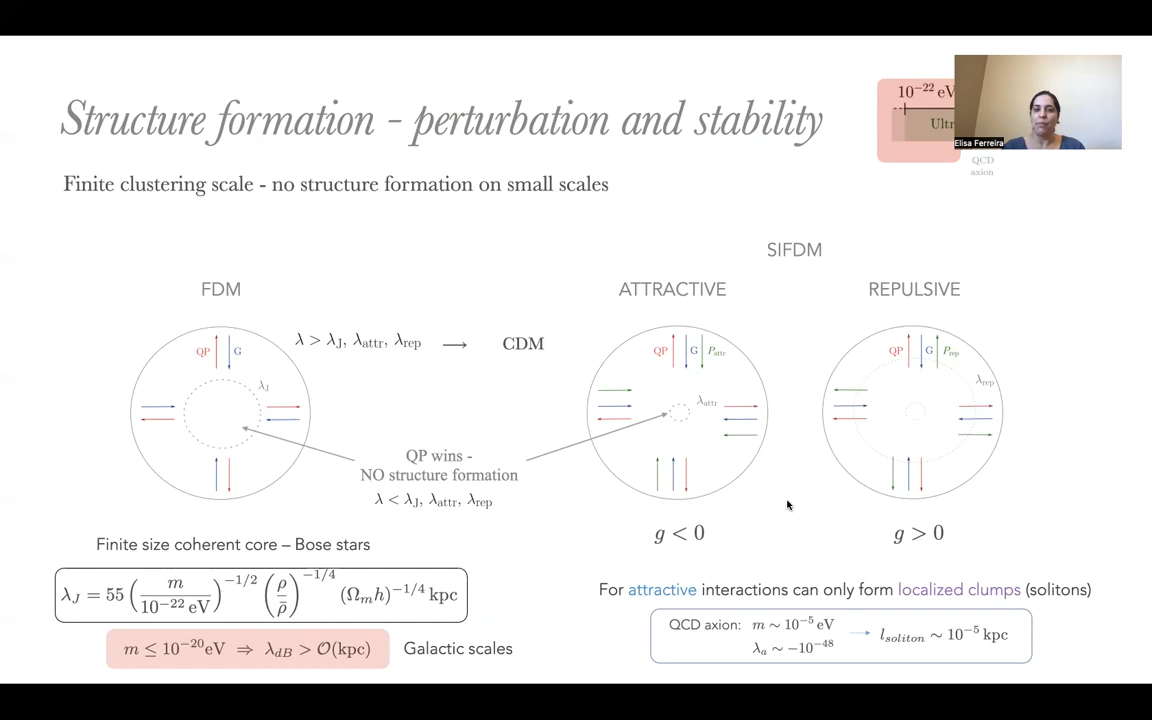 Structure formation - perturbation and stability
10⁻²² eV
Ultr
Elisa Ferreira
QCD
axion
Finite clustering scale - no structure formation on small scales
SIFDM
FDM
ATTRACTIVE
REPULSIVE
QP G
λ > λ_J, λ_attr, λ_rep → CDM
QP G P_attr
QP G P_rep
λ_J
λ_attr
λ_rep
QP wins -
NO structure formation
λ < λ_J, λ_attr, λ_rep
g < 0
g > 0
Finite size coherent core – Bose stars
λ_J = 55 (m / 10⁻²² eV)^(−1/2) (ρ / ρ̄)^(−1/4) (Ω_m h)^(−1/4) kpc
m ≤ 10⁻²⁰ eV ⇒ λ_dB > O(kpc)
Galactic scales
For attractive interactions can only form localized clumps (solitons)
QCD axion: m ~ 10⁻⁵ eV → l_soliton ~ 10⁻⁵ kpc
λ_a ~ −10⁻⁴⁸